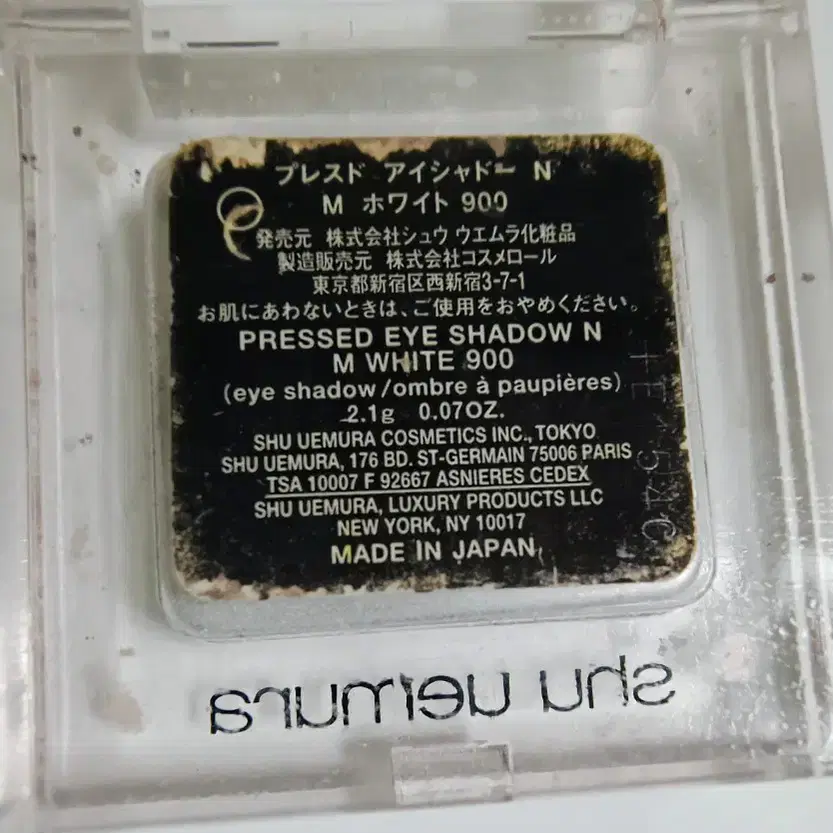 プレスド アイシャドー N
M ホワイト 900
発売元 株式会社シュウ ウエムラ化粧品
製造販売元 株式会社コスメロール
東京都新宿区西新宿3-7-1
お肌にあわないときは、ご使用をおやめください。
PRESSED EYE SHADOW N
M WHITE 900
(eye shadow/ombre à paupières)
2.1g 0.07OZ.
SHU UEMURA COSMETICS INC., TOKYO
SHU UEMURA, 176 BD. ST-GERMAIN 75006 PARIS
TSA 10007 F 92667 ASNIERES CEDEX
SHU UEMURA, LUXURY PRODUCTS LLC
NEW YORK, NY 10017
MADE IN JAPAN
shu uemura